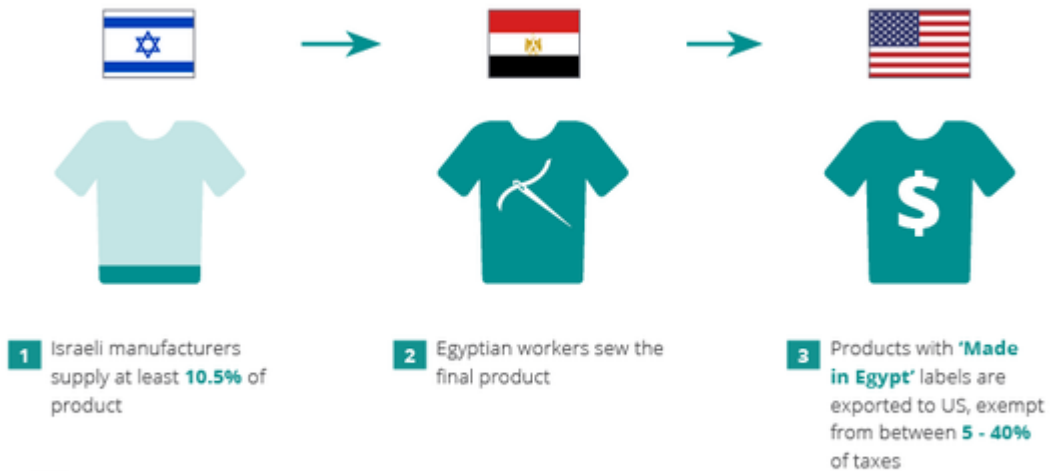 $
1 Israeli manufacturers
supply at least 10.5% of
product
2 Egyptian workers sew the
final product
3 Products with ‘Made
in Egypt’ labels are
exported to US, exempt
from between 5 - 40%
of taxes